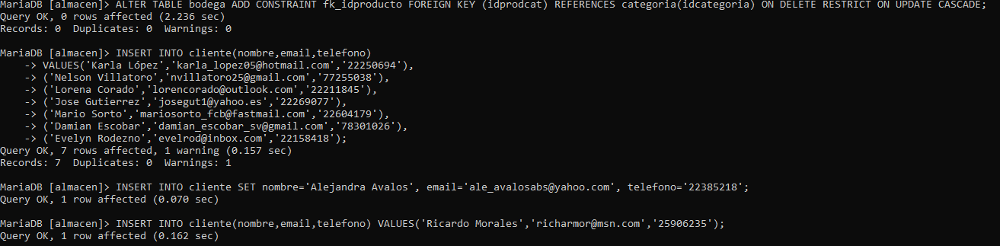 MariaDB [almacen]> ALTER TABLE bodega ADD CONSTRAINT fk_idproducto FOREIGN KEY (idprodcat) REFERENCES categoria(idcategoria) ON DELETE RESTRICT ON UPDATE CASCADE;
Query OK, 0 rows affected (2.236 sec)
Records: 0  Duplicates: 0  Warnings: 0

MariaDB [almacen]> INSERT INTO cliente(nombre,email,telefono)
    -> VALUES('Karla López','karla_lopez05@hotmail.com','22250694'),
    -> ('Nelson Villatoro','nvillatoro25@gmail.com','77255038'),
    -> ('Lorena Corado','lorencorado@outlook.com','22211845'),
    -> ('Jose Gutierrez','josegut1@yahoo.es','22269077'),
    -> ('Mario Sorto','mariosorto_fcb@fastmail.com','22604179'),
    -> ('Damian Escobar','damian_escobar_sv@gmail.com','78301026'),
    -> ('Evelyn Rodezno','evelrod@inbox.com','22158418');
Query OK, 7 rows affected, 1 warning (0.157 sec)
Records: 7  Duplicates: 0  Warnings: 1

MariaDB [almacen]> INSERT INTO cliente SET nombre='Alejandra Avalos', email='ale_avalosabs@yahoo.com', telefono='22385218';
Query OK, 1 row affected (0.070 sec)

MariaDB [almacen]> INSERT INTO cliente(nombre,email,telefono) VALUES('Ricardo Morales','richarmor@msn.com','25906235');
Query OK, 1 row affected (0.162 sec)